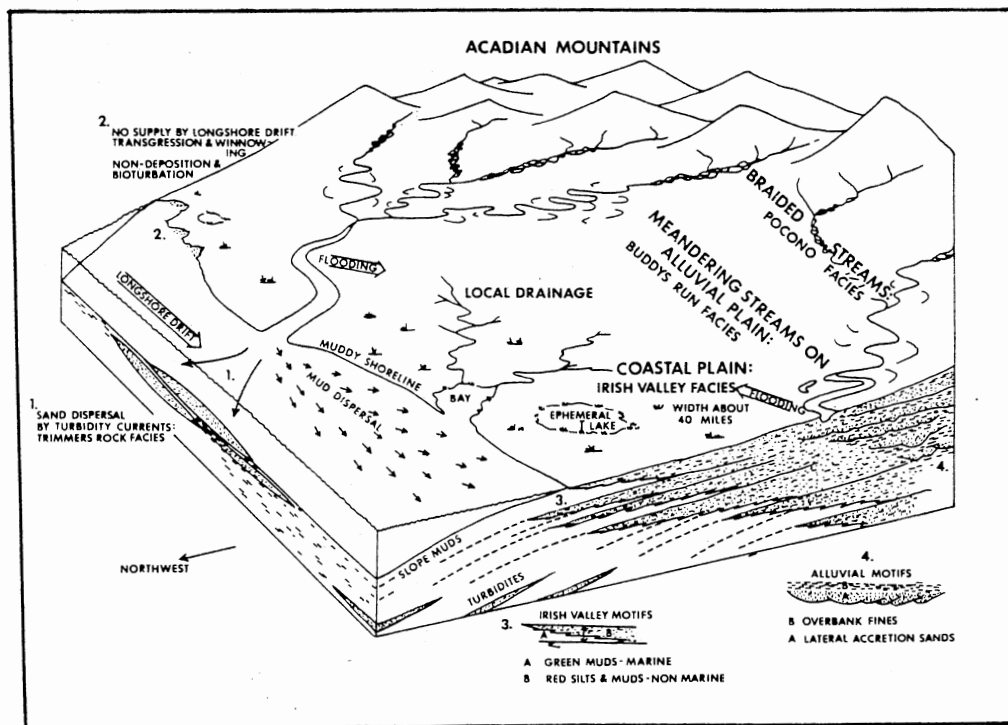 ACADIAN MOUNTAINS
2.
NO SUPPLY BY LONGSHORE DRIFT
TRANSGRESSION & WINNOW-
ING
NON-DEPOSITION &
BIOTURBATION
2.
FLOODING
LONGSHORE DRIFT
LOCAL DRAINAGE
BRAIDED STREAMS:
POCONO FACIES
MEANDERING STREAMS ON
ALLUVIAL PLAIN:
BUDDYS RUN FACIES
MUDDY SHORELINE
MUD DISPERSAL
1.
BAY
COASTAL PLAIN:
IRISH VALLEY FACIES
FLOODING
EPHEMERAL
LAKE
WIDTH ABOUT
40 MILES
1.
SAND DISPERSAL
BY TURBIDITY CURRENTS:
TRIMMERS ROCK FACIES
3.
4.
SLOPE MUDS
TURBIDITES
NORTHWEST
3.
IRISH VALLEY MOTIFS
A B
A GREEN MUDS-MARINE
B RED SILTS & MUDS-NON MARINE
4.
ALLUVIAL MOTIFS
B
A
B OVERBANK FINES
A LATERAL ACCRETION SANDS